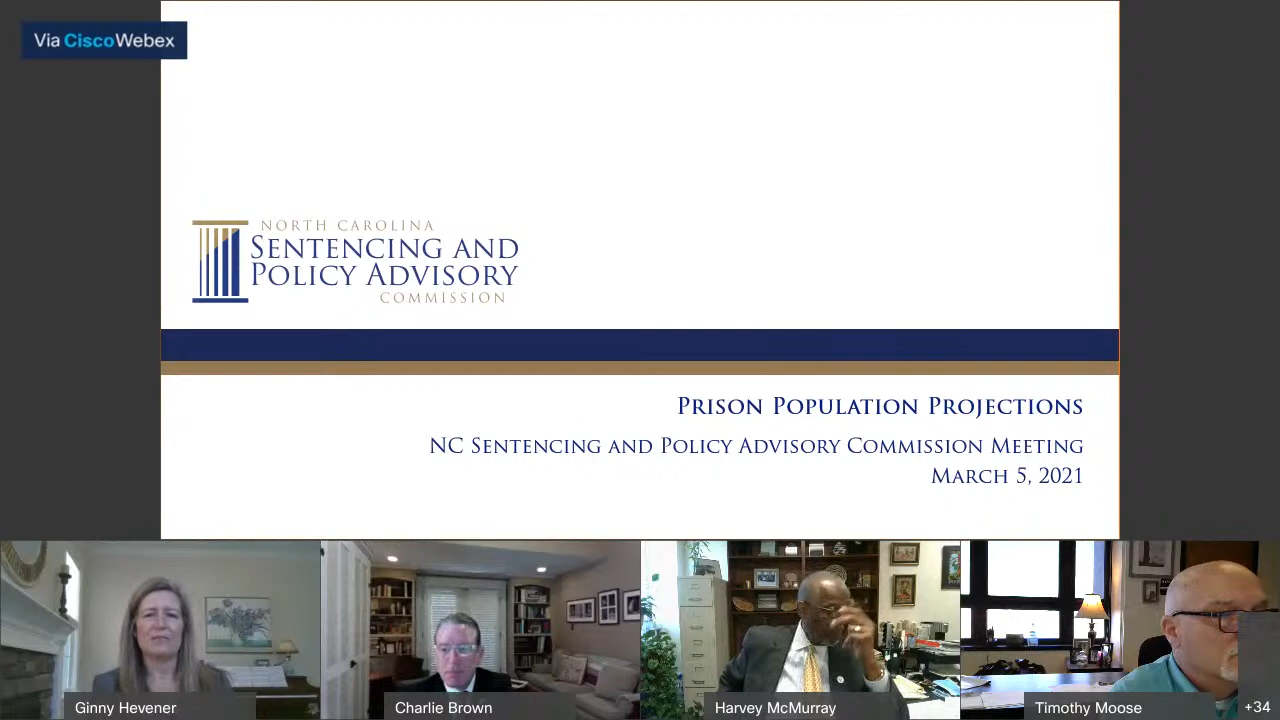 Via CiscoWebex
NORTH CAROLINA
SENTENCING AND
POLICY ADVISORY
COMMISSION
PRISON POPULATION PROJECTIONS
NC SENTENCING AND POLICY ADVISORY COMMISSION MEETING
MARCH 5, 2021
Ginny Hevener
Charlie Brown
Harvey McMurray
Timothy Moose
+34